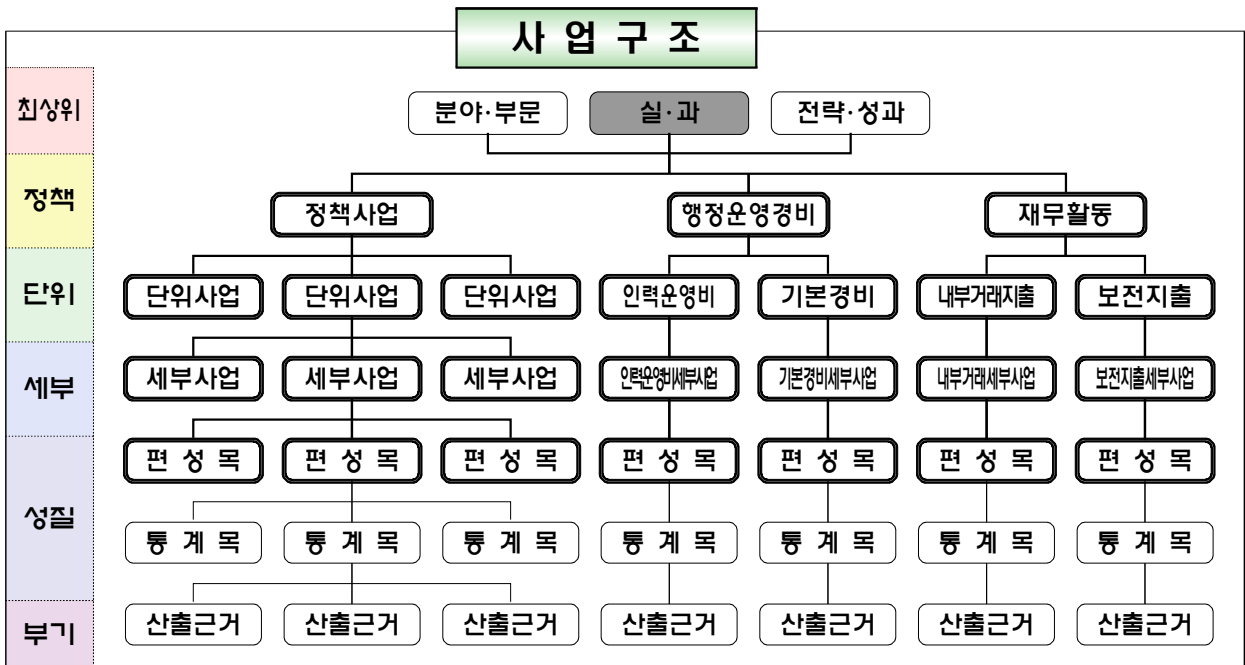 사 업 구 조
최상위
분야·부문 실·과 전략·성과
정책
정책사업 행정운영경비 재무활동
단위
단위사업 단위사업 단위사업 인력운영비 기본경비 내부거래지출 보전지출
세부
세부사업 세부사업 세부사업 인력운영비세부사업 기본경비세부사업 내부거래세부사업 보전지출세부사업
성질
편 성 목 편 성 목 편 성 목 편 성 목 편 성 목 편 성 목 편 성 목
통 계 목 통 계 목 통 계 목 통 계 목 통 계 목 통 계 목 통 계 목
부기
산출근거 산출근거 산출근거 산출근거 산출근거 산출근거 산출근거